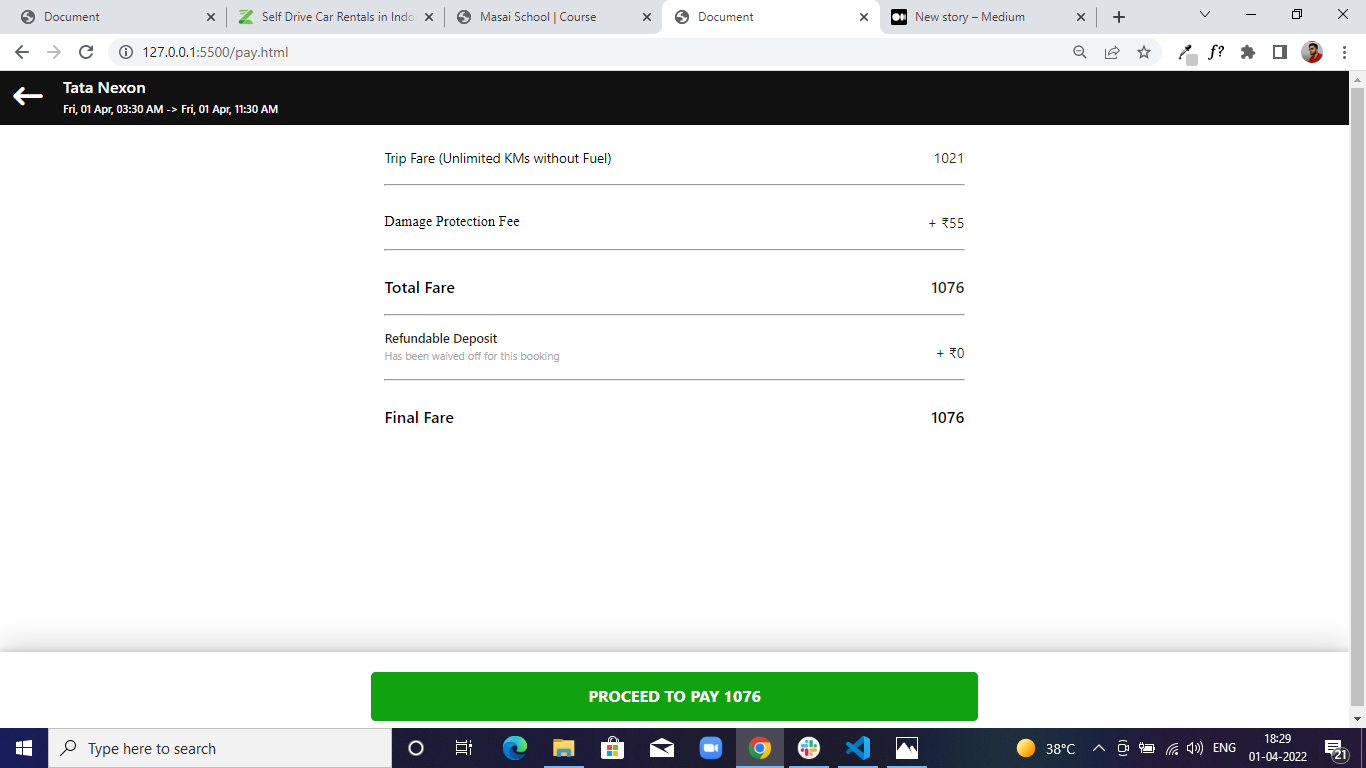 Document
Self Drive Car Rentals in Indo
Masai School | Course
Document
New story – Medium
127.0.0.1:5500/pay.html
f?
Tata Nexon
Fri, 01 Apr, 03:30 AM -> Fri, 01 Apr, 11:30 AM
Trip Fare (Unlimited KMs without Fuel) 1021
Damage Protection Fee + ₹55
Total Fare 1076
Refundable Deposit
Has been waived off for this booking + ₹0
Final Fare 1076
PROCEED TO PAY 1076
Type here to search
38°C
ENG
18:29
01-04-2022
21